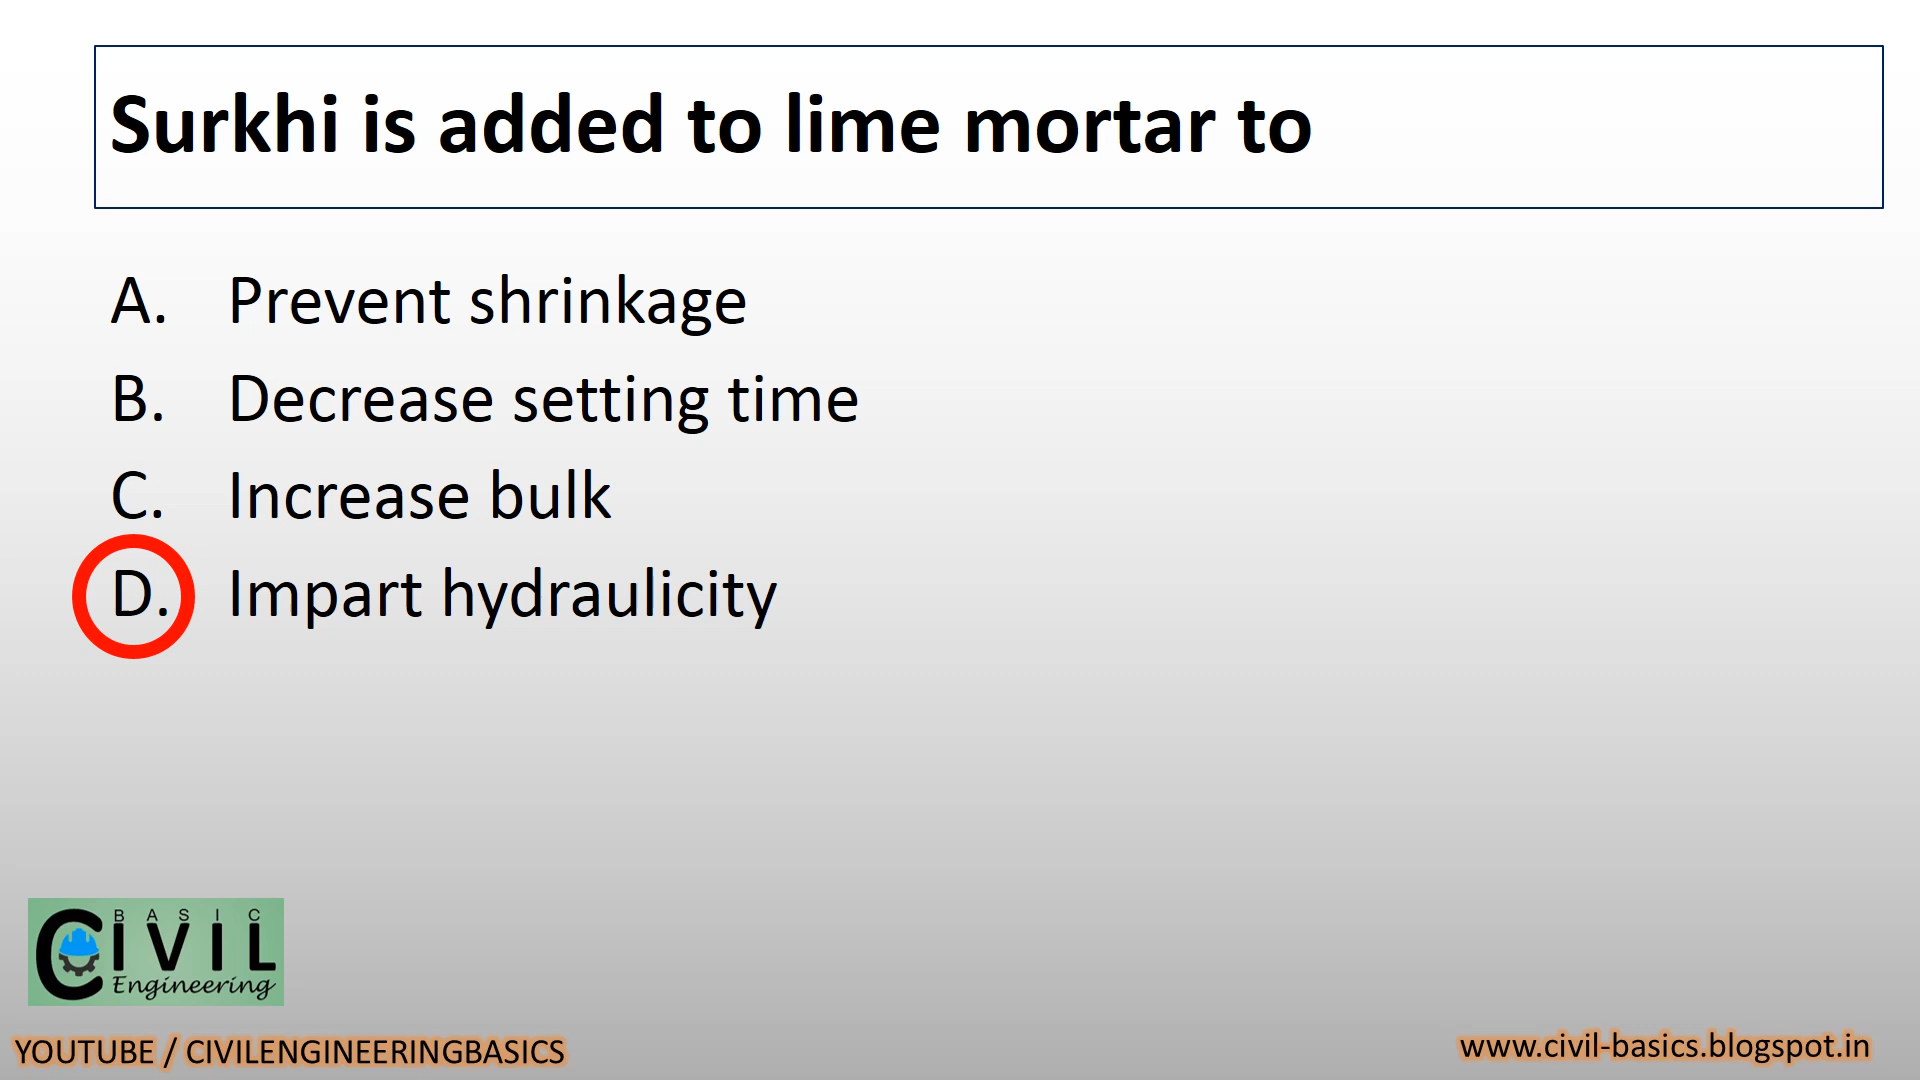 Surkhi is added to lime mortar to
A. Prevent shrinkage
B. Decrease setting time
C. Increase bulk
D. Impart hydraulicity
BASIC
CIVIL
Engineering
YOUTUBE / CIVILENGINEERINGBASICS
www.civil-basics.blogspot.in